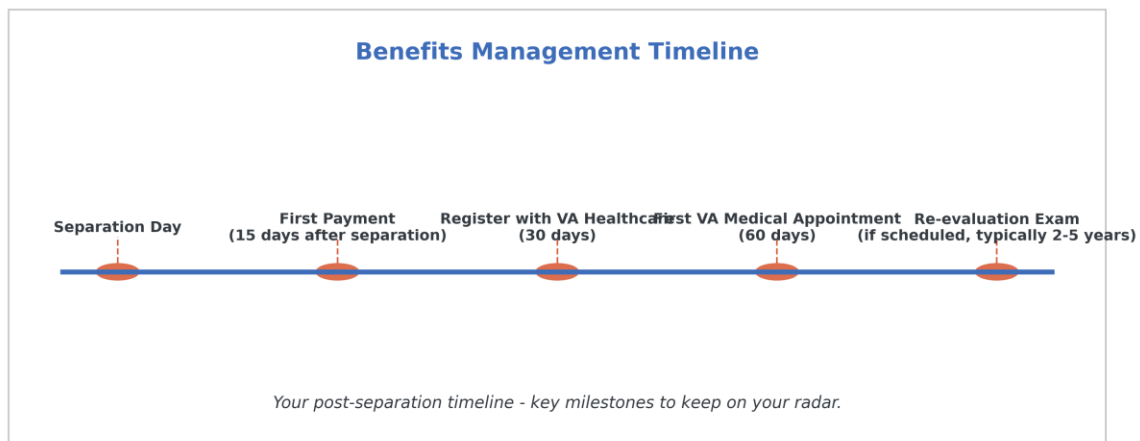 Benefits Management Timeline
Separation Day
First Payment
(15 days after separation)
Register with VA Healthcare
(30 days)
First VA Medical Appointment
(60 days)
Re-evaluation Exam
(if scheduled, typically 2-5 years)
Your post-separation timeline - key milestones to keep on your radar.